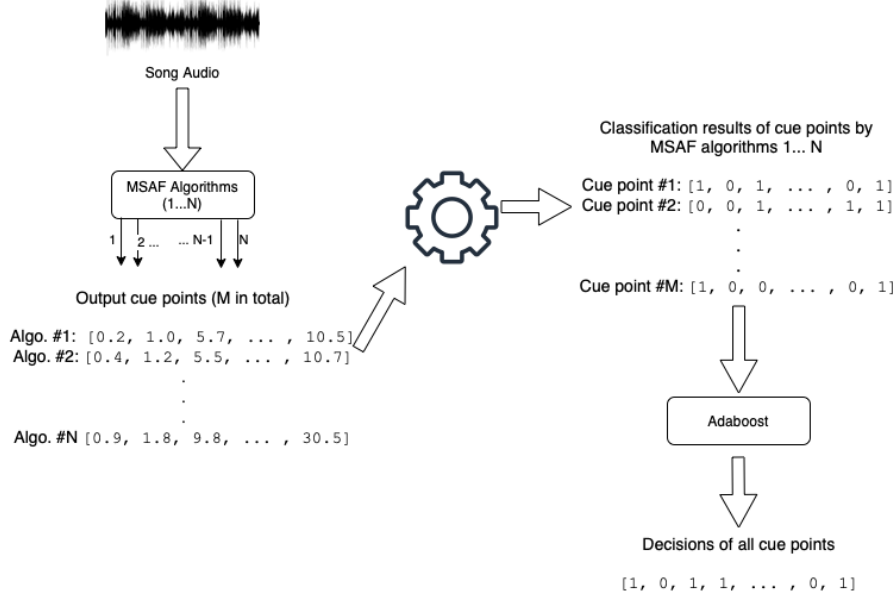 Song Audio
MSAF Algorithms
(1...N)
1 2 ... ... N-1 N
Output cue points (M in total)
Algo. #1: [0.2, 1.0, 5.7, ... , 10.5]
Algo. #2: [0.4, 1.2, 5.5, ... , 10.7]
.
.
.
Algo. #N [0.9, 1.8, 9.8, ... , 30.5]
Classification results of cue points by
MSAF algorithms 1... N
Cue point #1: [1, 0, 1, ... , 0, 1]
Cue point #2: [0, 0, 1, ... , 1, 1]
.
.
.
Cue point #M: [1, 0, 0, ... , 0, 1]
Adaboost
Decisions of all cue points
[1, 0, 1, 1, ... , 0, 1]